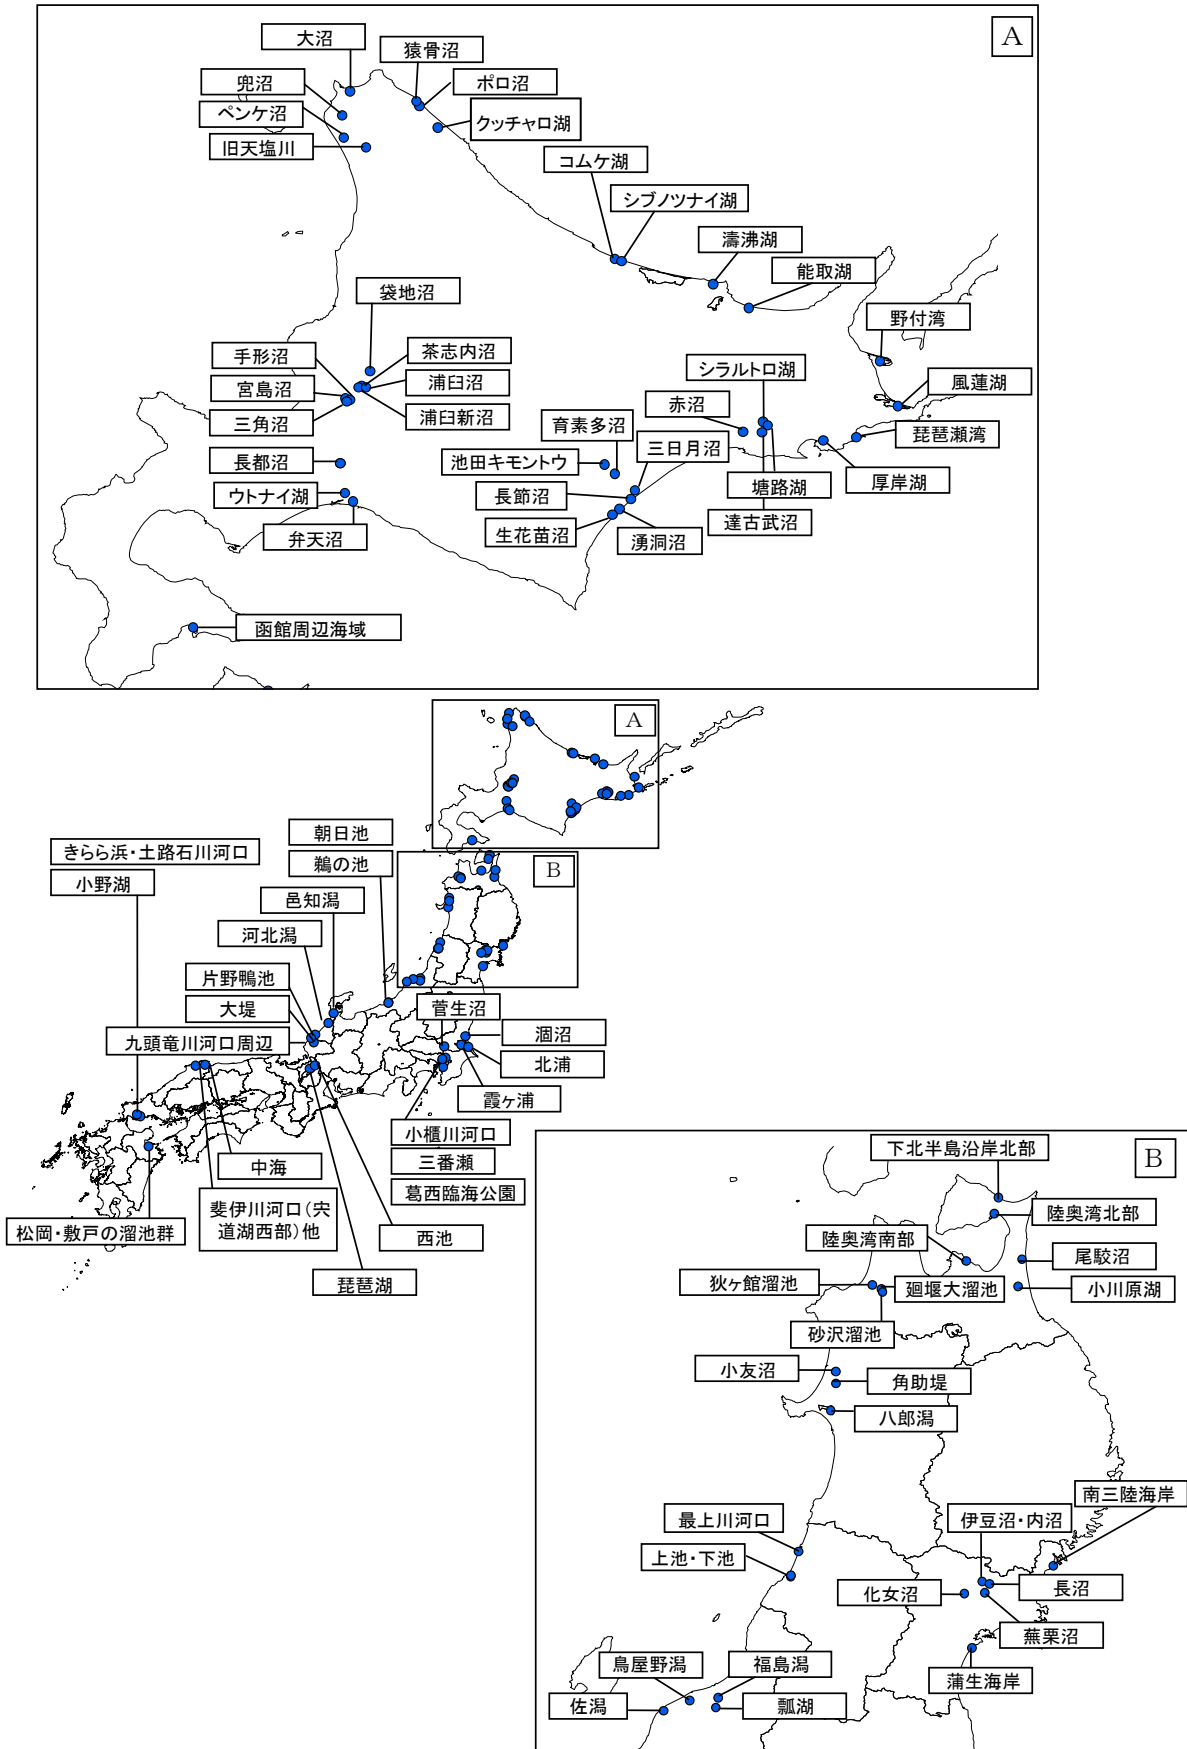 A
大沼
猿骨沼
兜沼
ポロ沼
ペンケ沼
クッチャロ湖
旧天塩川
コムケ湖
シブノツナイ湖
濤沸湖
能取湖
袋地沼
野付湾
手形沼
茶志内沼
シラルトロ湖
宮島沼
浦臼沼
風蓮湖
三角沼
浦臼新沼
赤沼
育素多沼
三日月沼
琵琶瀬湾
長都沼
池田キモントウ
厚岸湖
ウトナイ湖
長節沼
塘路湖
弁天沼
生花苗沼
湧洞沼
達古武沼
函館周辺海域
A
朝日池
きらら浜・土路石川河口
鵜の池
B
小野湖
邑知潟
河北潟
片野鴨池
大堤
菅生沼
九頭竜川河口周辺
涸沼
北浦
霞ヶ浦
小櫃川河口
三番瀬
中海
葛西臨海公園
松岡・敷戸の溜池群
斐伊川河口（宍
道湖西部）他
西池
琵琶湖
B
下北半島沿岸北部
陸奥湾北部
陸奥湾南部
尾駮沼
狄ヶ館溜池
廻堰大溜池
小川原湖
砂沢溜池
小友沼
角助堤
八郎潟
南三陸海岸
最上川河口
伊豆沼・内沼
上池・下池
化女沼
長沼
蕪栗沼
鳥屋野潟
福島潟
蒲生海岸
佐潟
瓢湖